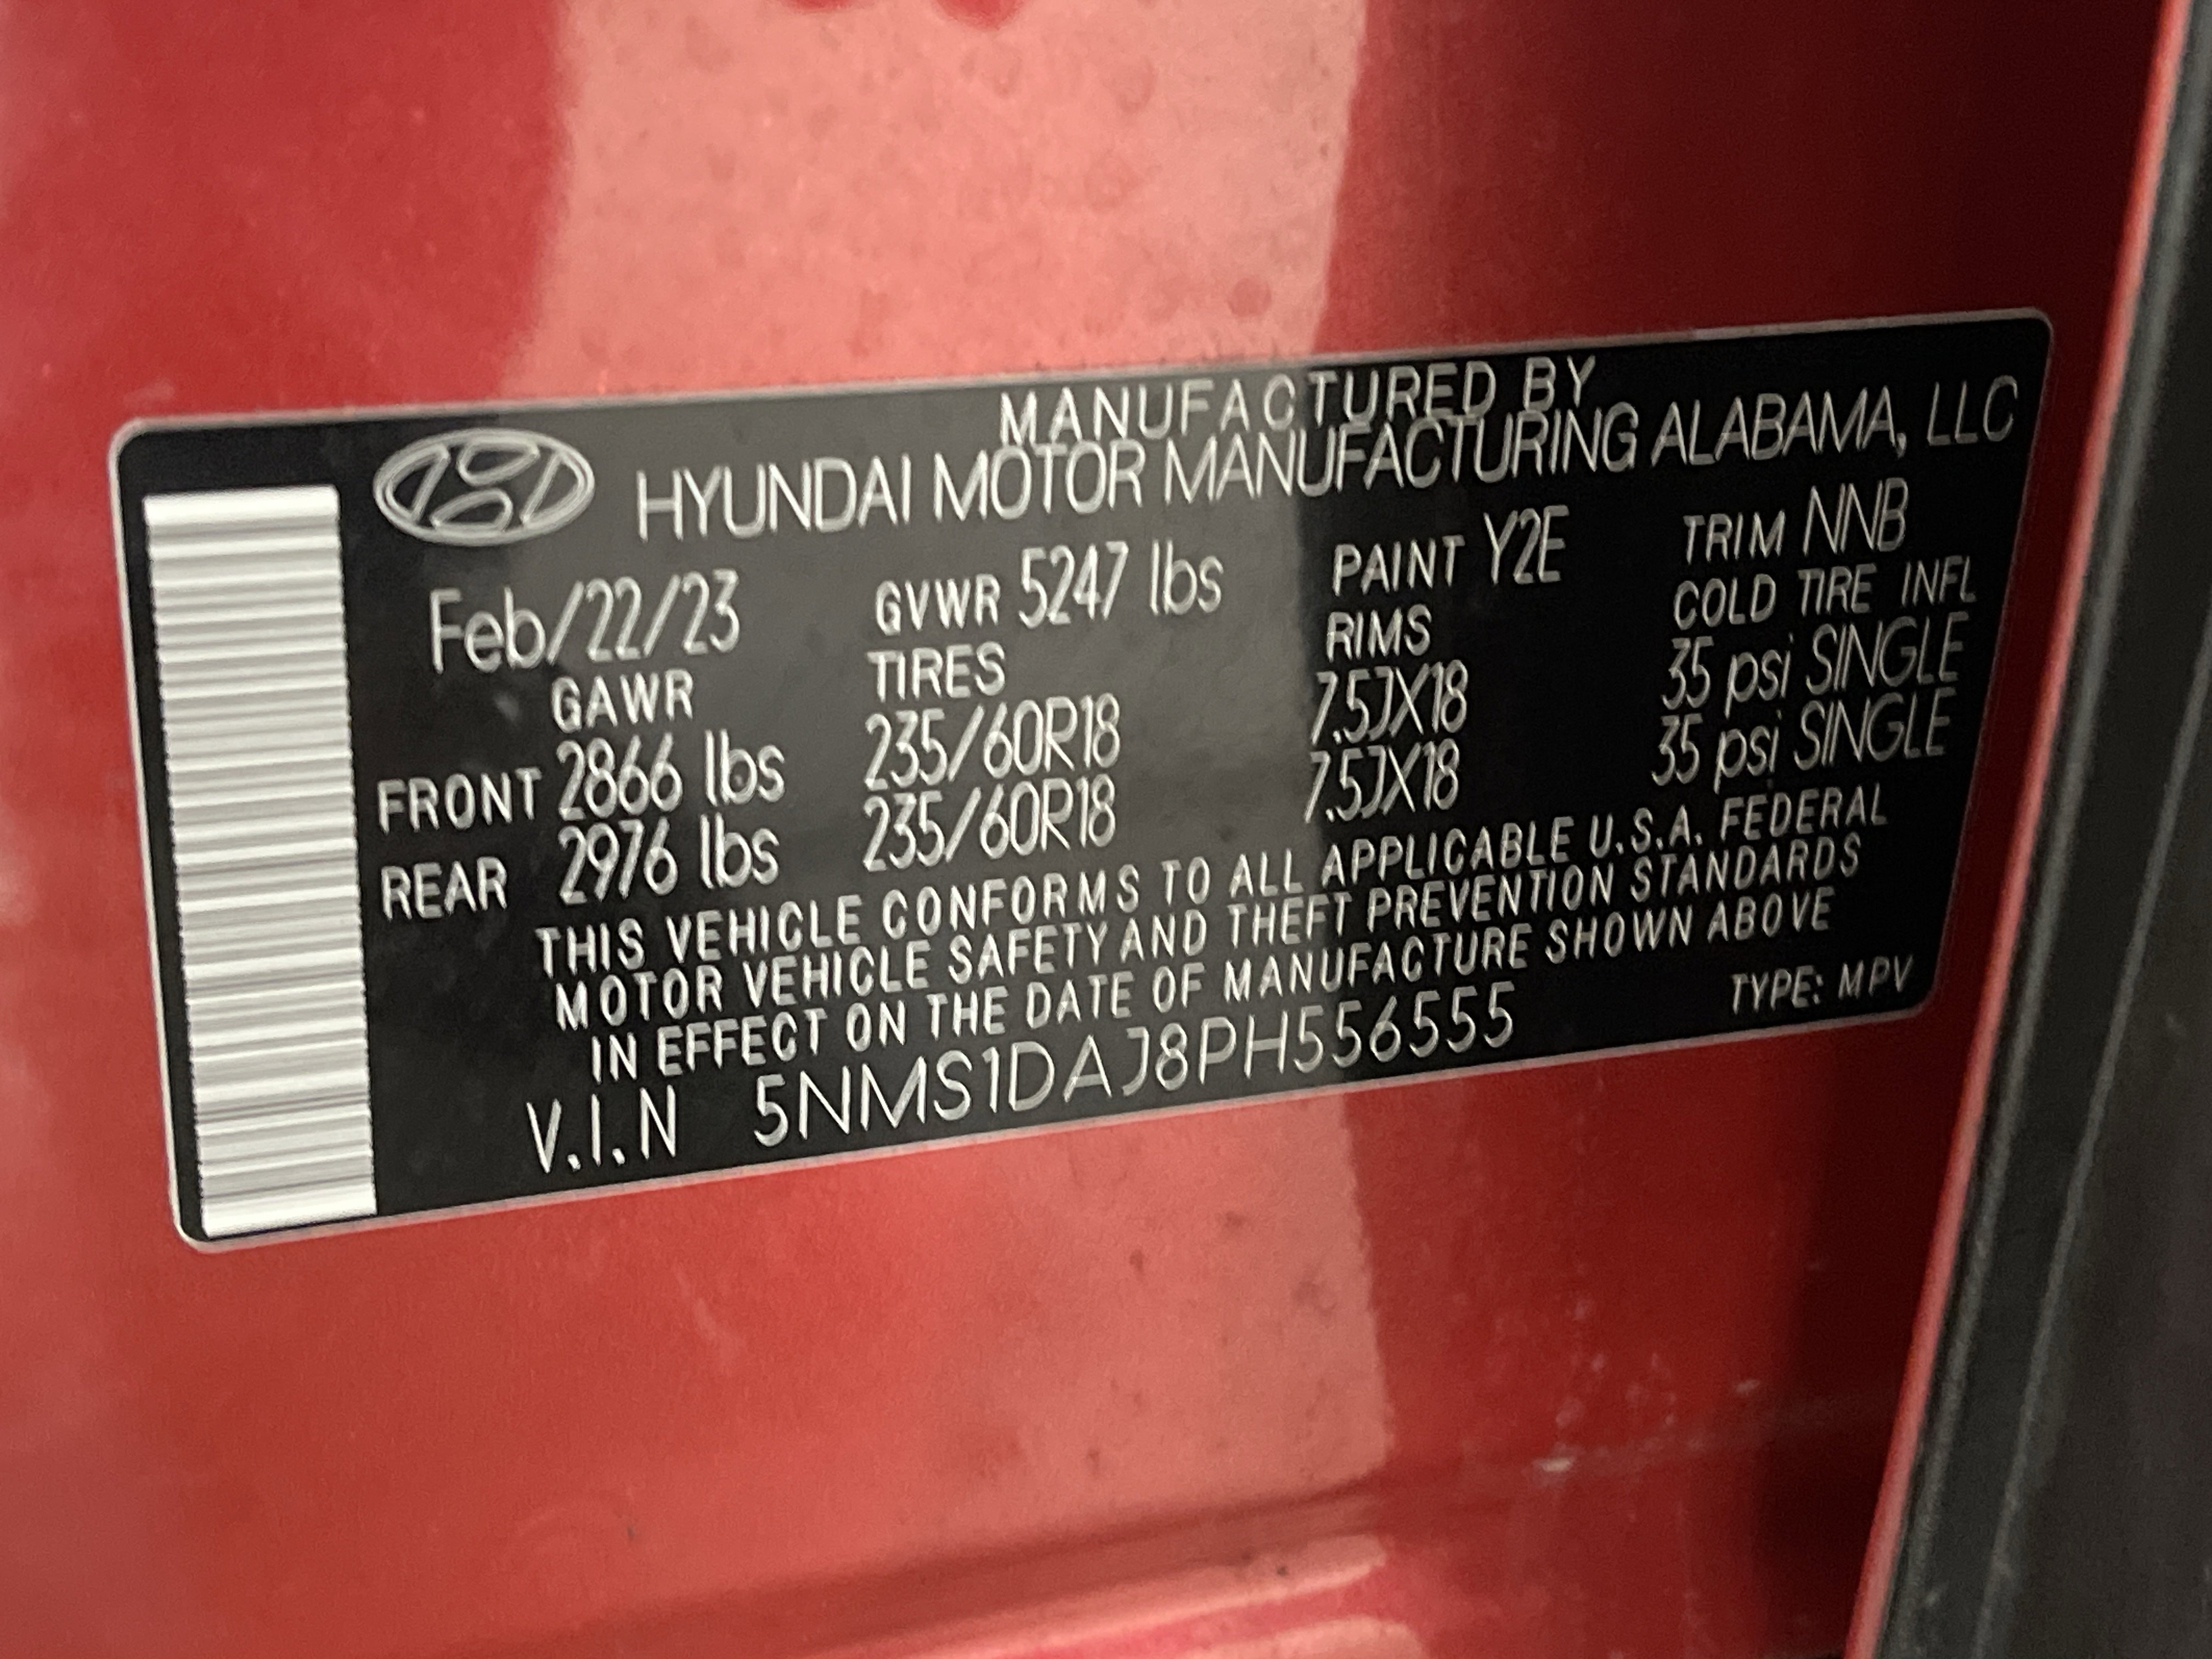 MANUFACTURED BY
HYUNDAI MOTOR MANUFACTURING ALABAMA, LLC
Feb/22/23 GVWR 5247 lbs PAINT Y2E TRIM NNB
GAWR TIRES RIMS COLD TIRE INFL
FRONT 2866 lbs 235/60R18 7.5JX18 35 psi SINGLE
REAR 2976 lbs 235/60R18 7.5JX18 35 psi SINGLE
THIS VEHICLE CONFORMS TO ALL APPLICABLE U.S.A. FEDERAL
MOTOR VEHICLE SAFETY AND THEFT PREVENTION STANDARDS
IN EFFECT ON THE DATE OF MANUFACTURE SHOWN ABOVE
V.I.N 5NMS1DAJ8PH556555 TYPE: MPV